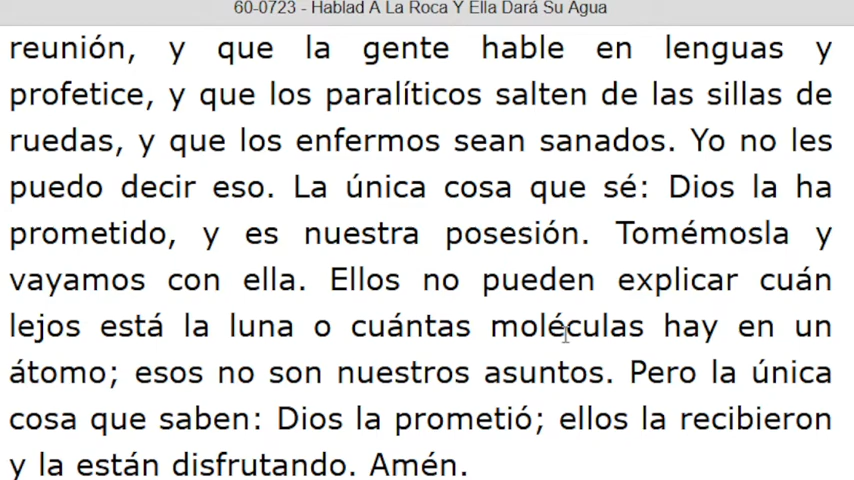 60-0723 - Hablad A La Roca Y Ella Dará Su Agua
reunión, y que la gente hable en lenguas y
profetice, y que los paralíticos salten de las sillas de
ruedas, y que los enfermos sean sanados. Yo no les
puedo decir eso. La única cosa que sé: Dios la ha
prometido, y es nuestra posesión. Tomémosla y
vayamos con ella. Ellos no pueden explicar cuán
lejos está la luna o cuántas moléculas hay en un
átomo; esos no son nuestros asuntos. Pero la única
cosa que saben: Dios la prometió; ellos la recibieron
y la están disfrutando. Amén.